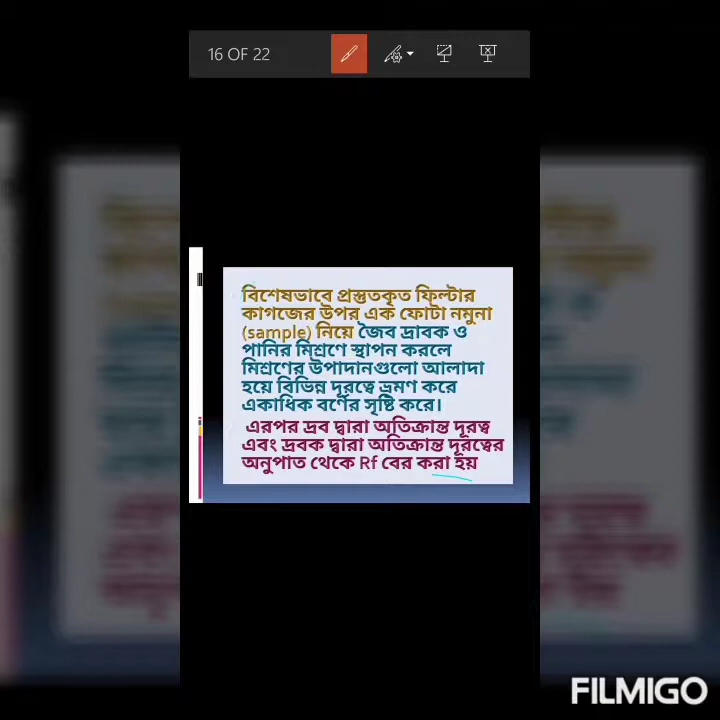 16 OF 22
বিশেষভাবে প্রস্তুতকৃত ফিল্টার
কাগজের উপর এক ফোটা নমুনা
(sample) নিয়ে জৈব দ্রাবক ও
পানির মিশ্রণে স্থাপন করলে
মিশ্রণের উপাদানগুলো আলাদা
হয়ে বিভিন্ন দূরত্বে ভ্রমণ করে
একাধিক বর্ণের সৃষ্টি করে।
এরপর দ্রব দ্বারা অতিক্রান্ত দূরত্ব
এবং দ্রবক দ্বারা অতিক্রান্ত দূরত্বের
অনুপাত থেকে Rf বের করা হয়
FILMIGO